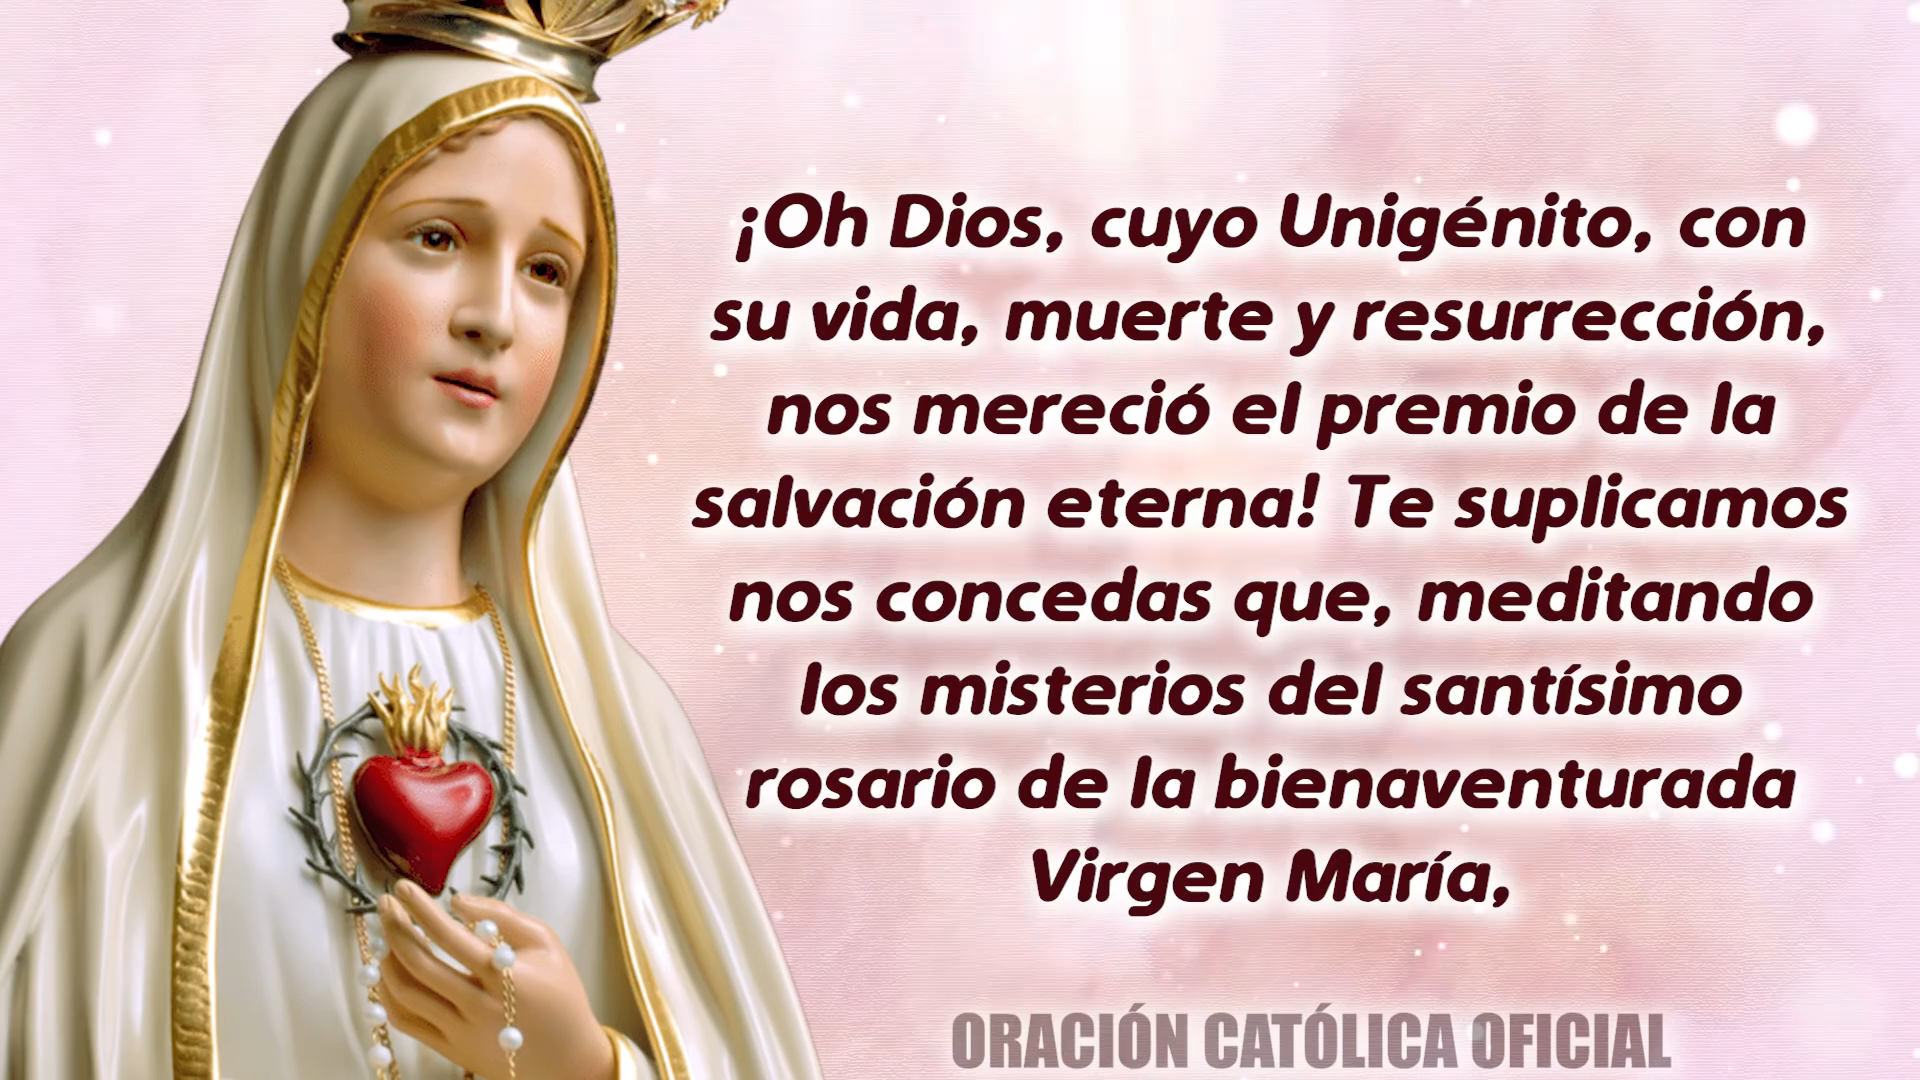 ¡Oh Dios, cuyo Unigénito, con
su vida, muerte y resurrección,
nos mereció el premio de la
salvación eterna! Te suplicamos
nos concedas que, meditando
los misterios del santísimo
rosario de la bienaventurada
Virgen María,
ORACIÓN CATÓLICA OFICIAL